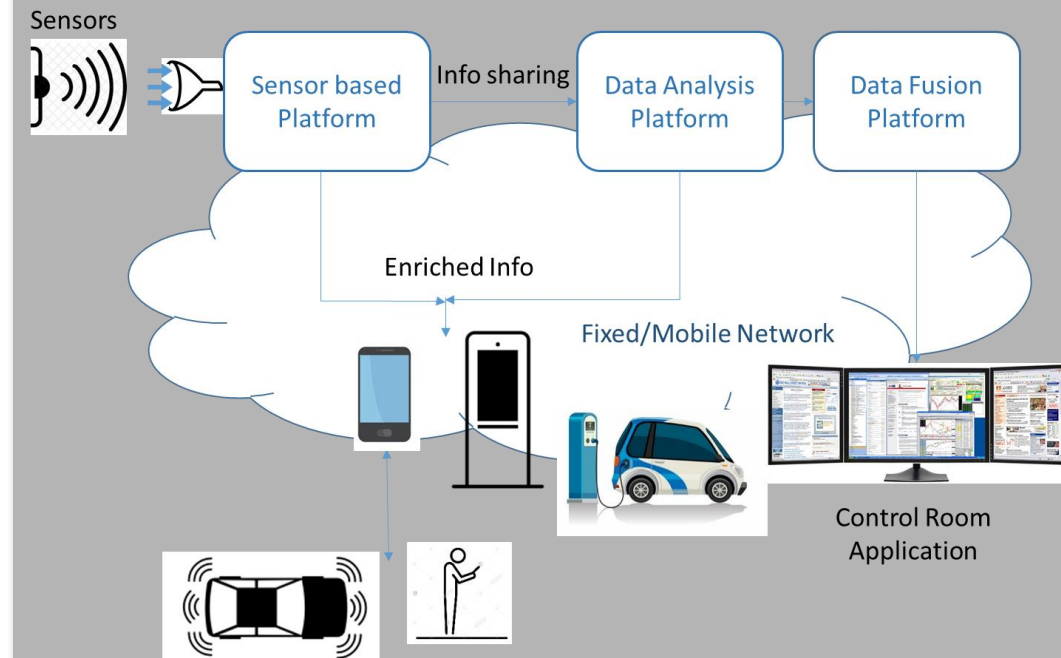 Sensors
Sensor based
Platform
Info sharing
Data Analysis
Platform
Data Fusion
Platform
Enriched Info
Fixed/Mobile Network
Control Room
Application